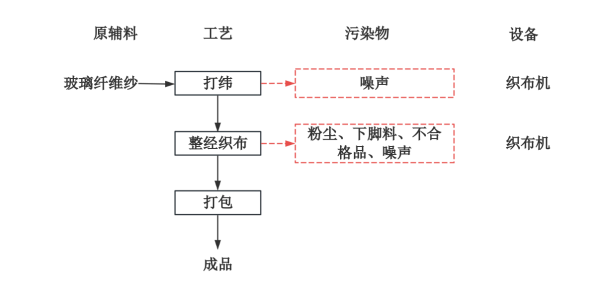 原辅料 工艺 污染物 设备
玻璃纤维纱 打纬 噪声 织布机
整经织布 粉尘、下脚料、不合格品、噪声 织布机
打包
成品